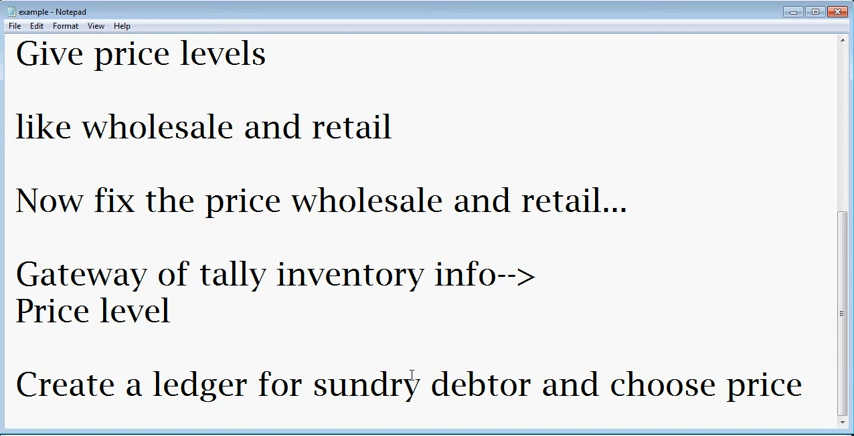 example - Notepad
File Edit Format View Help
Give price levels
like wholesale and retail
Now fix the price wholesale and retail...
Gateway of tally inventory info-->
Price level
Create a ledger for sundry debtor and choose price